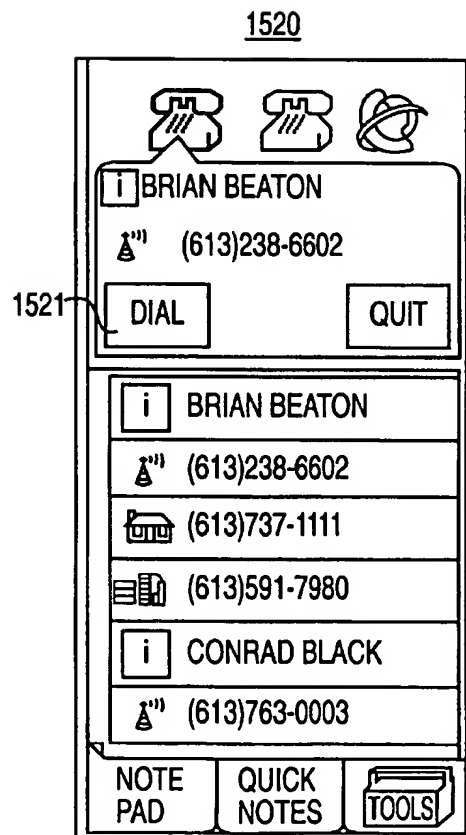 1520
i BRIAN BEATON
(613)238-6602
1521
DIAL QUIT
i BRIAN BEATON
(613)238-6602
(613)737-1111
(613)591-7980
i CONRAD BLACK
(613)763-0003
NOTE PAD
QUICK NOTES
TOOLS